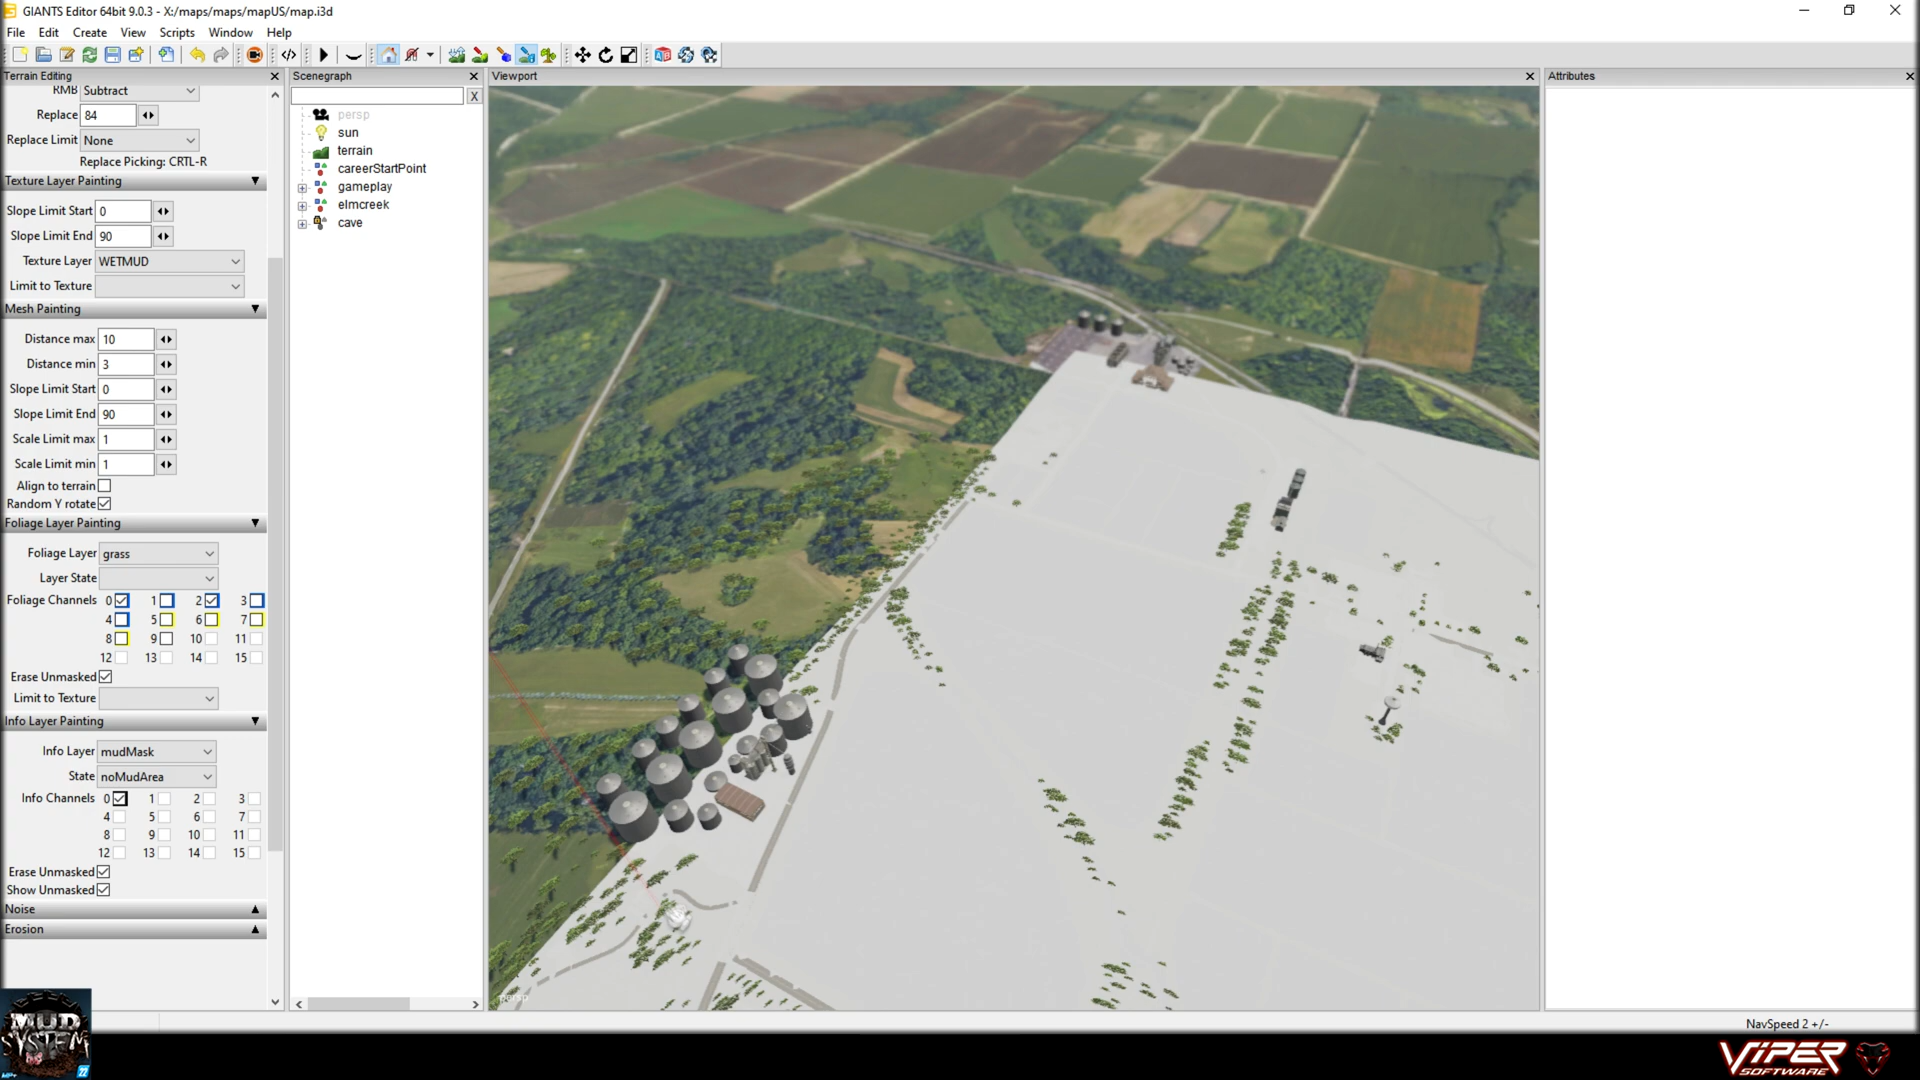 GIANTS Editor 64bit 9.0.3 - X:/maps/maps/mapUS/map.i3d
File Edit Create View Scripts Window Help
Terrain Editing
RMB Subtract
Replace 84
Replace Limit None
Replace Picking: CRTL-R
Texture Layer Painting
Slope Limit Start 0
Slope Limit End 90
Texture Layer WETMUD
Limit to Texture
Mesh Painting
Distance max 10
Distance min 3
Slope Limit Start 0
Slope Limit End 90
Scale Limit max 1
Scale Limit min 1
Align to terrain
Random Y rotate
Foliage Layer Painting
Foliage Layer grass
Layer State
Foliage Channels 0 1 2 3
4 5 6 7
8 9 10 11
12 13 14 15
Erase Unmasked
Limit to Texture
Info Layer Painting
Info Layer mudMask
State noMudArea
Info Channels 0 1 2 3
4 5 6 7
8 9 10 11
12 13 14 15
Erase Unmasked
Show Unmasked
Noise
Erosion
Scenegraph
X
persp
sun
terrain
careerStartPoint
gameplay
elmcreek
cave
Viewport
persp
Attributes
NavSpeed 2 +/-
MUD
SYSTEM
22
VIPER
SOFTWARE